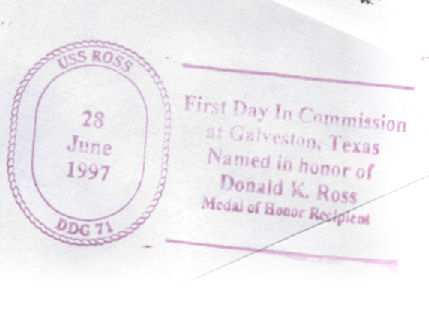 USS ROSS
28
June
1997
DDG 71
First Day In Commission
at Galveston, Texas
Named in honor of
Donald K. Ross
Medal of Honor Recipient